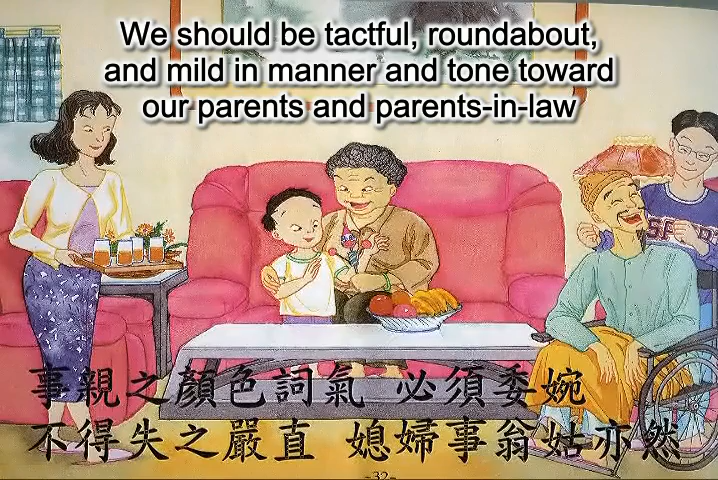 We should be tactful, roundabout,
and mild in manner and tone toward
our parents and parents-in-law
事親之顏色詞氣 必須委婉
不得失之嚴直 媳婦事翁姑亦然
-32-